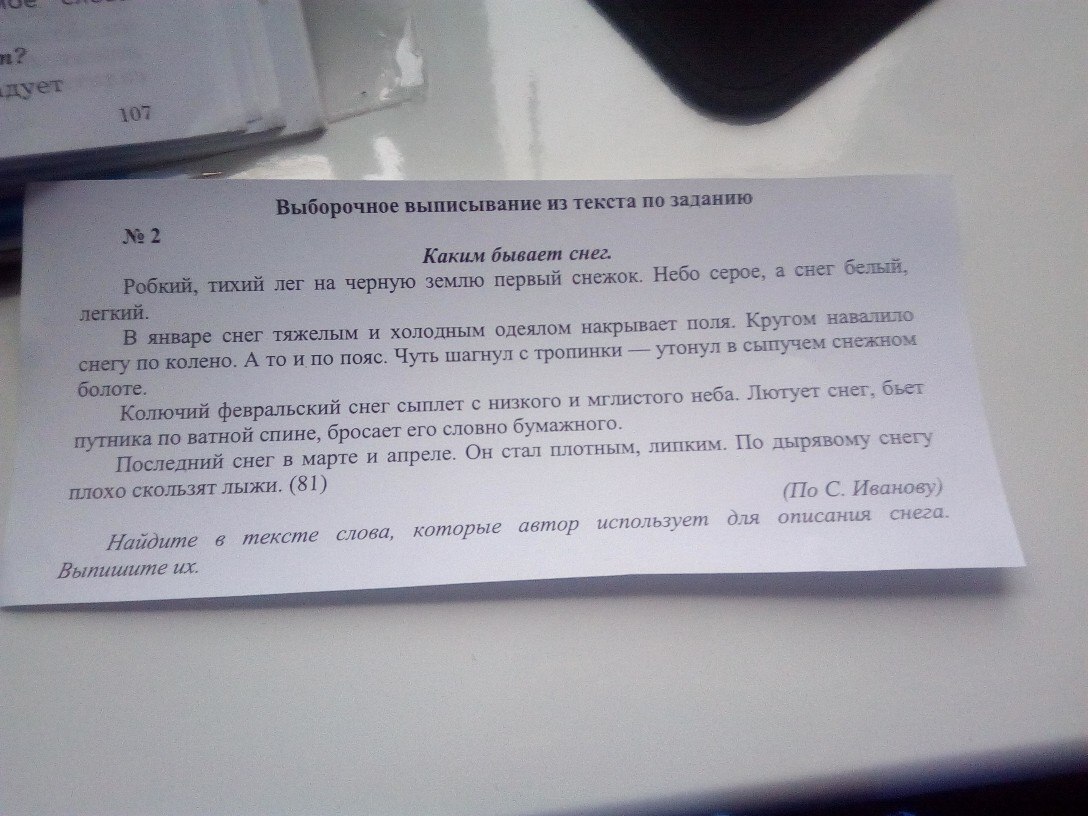 т?
дует
107
Выборочное выписывание из текста по заданию
№ 2
Каким бывает снег.
Робкий, тихий лег на черную землю первый снежок. Небо серое, а снег белый,
легкий.
В январе снег тяжелым и холодным одеялом накрывает поля. Кругом навалило
снегу по колено. А то и по пояс. Чуть шагнул с тропинки — утонул в сыпучем снежном
болоте.
Колючий февральский снег сыплет с низкого и мглистого неба. Лютует снег, бьет
путника по ватной спине, бросает его словно бумажного.
Последний снег в марте и апреле. Он стал плотным, липким. По дырявому снегу
плохо скользят лыжи. (81)
(По С. Иванову)
Найдите в тексте слова, которые автор использует для описания снега.
Выпишите их.